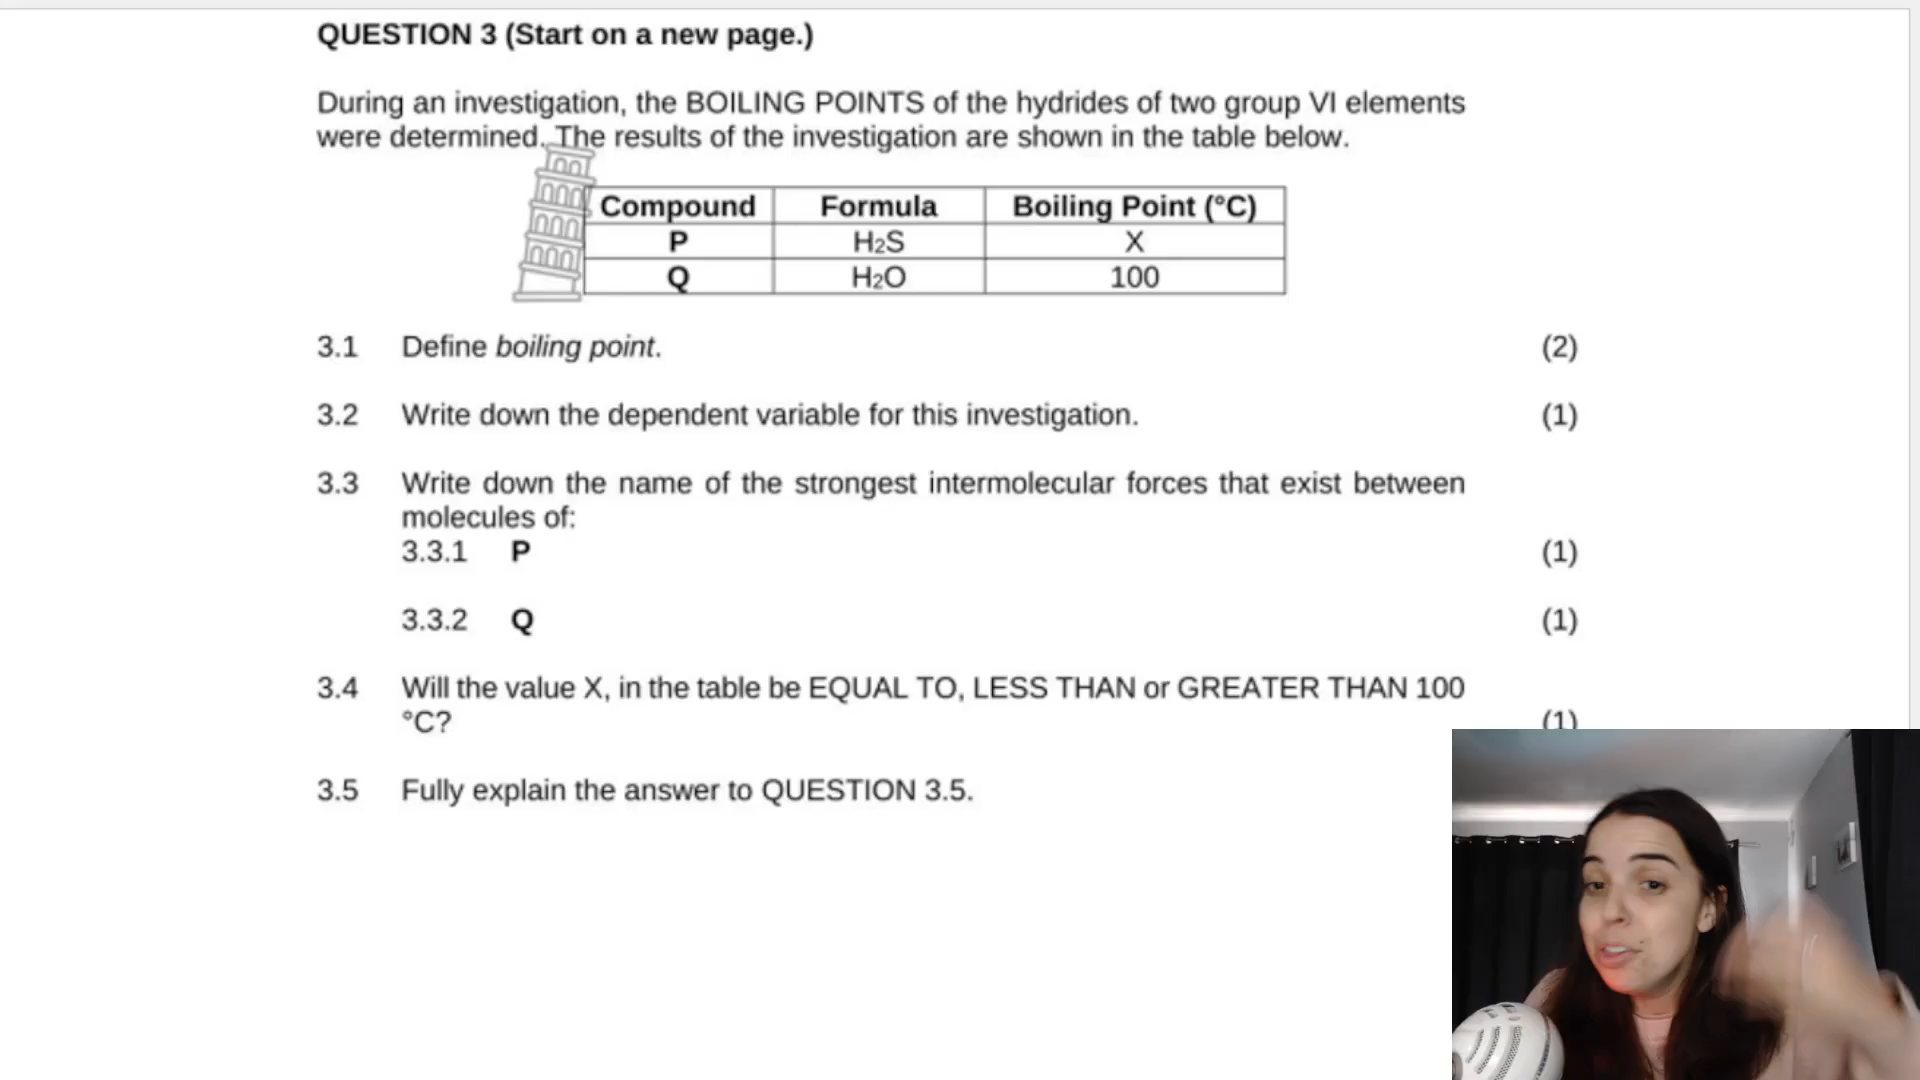 QUESTION 3 (Start on a new page.)
During an investigation, the BOILING POINTS of the hydrides of two group VI elements
were determined. The results of the investigation are shown in the table below.
Compound Formula Boiling Point (°C)
P H₂S X
Q H₂O 100
3.1 Define boiling point. (2)
3.2 Write down the dependent variable for this investigation. (1)
3.3 Write down the name of the strongest intermolecular forces that exist between
molecules of:
3.3.1 P (1)
3.3.2 Q (1)
3.4 Will the value X, in the table be EQUAL TO, LESS THAN or GREATER THAN 100
°C? (1)
3.5 Fully explain the answer to QUESTION 3.5.